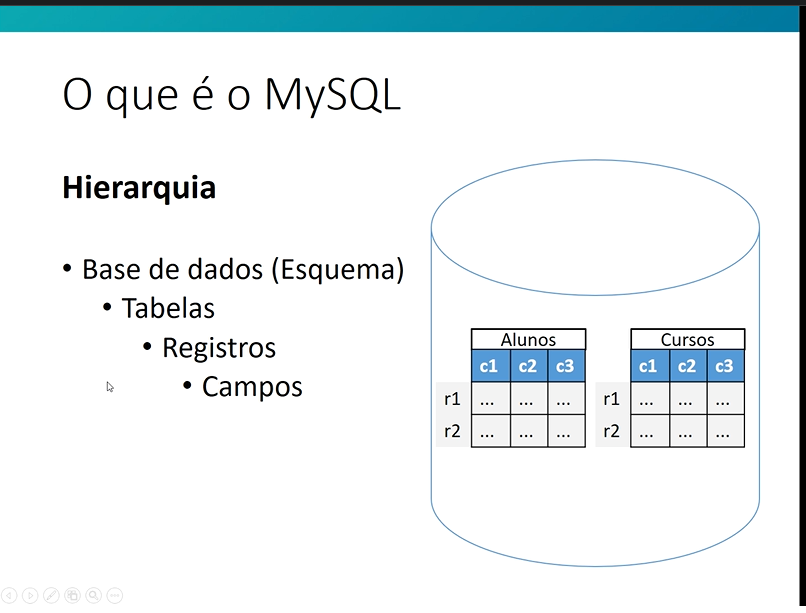 O que é o MySQL
Hierarquia
• Base de dados (Esquema)
• Tabelas
• Registros
• Campos
Alunos
c1 c2 c3
r1 ... ... ...
r2 ... ... ...
Cursos
c1 c2 c3
r1 ... ... ...
r2 ... ... ...